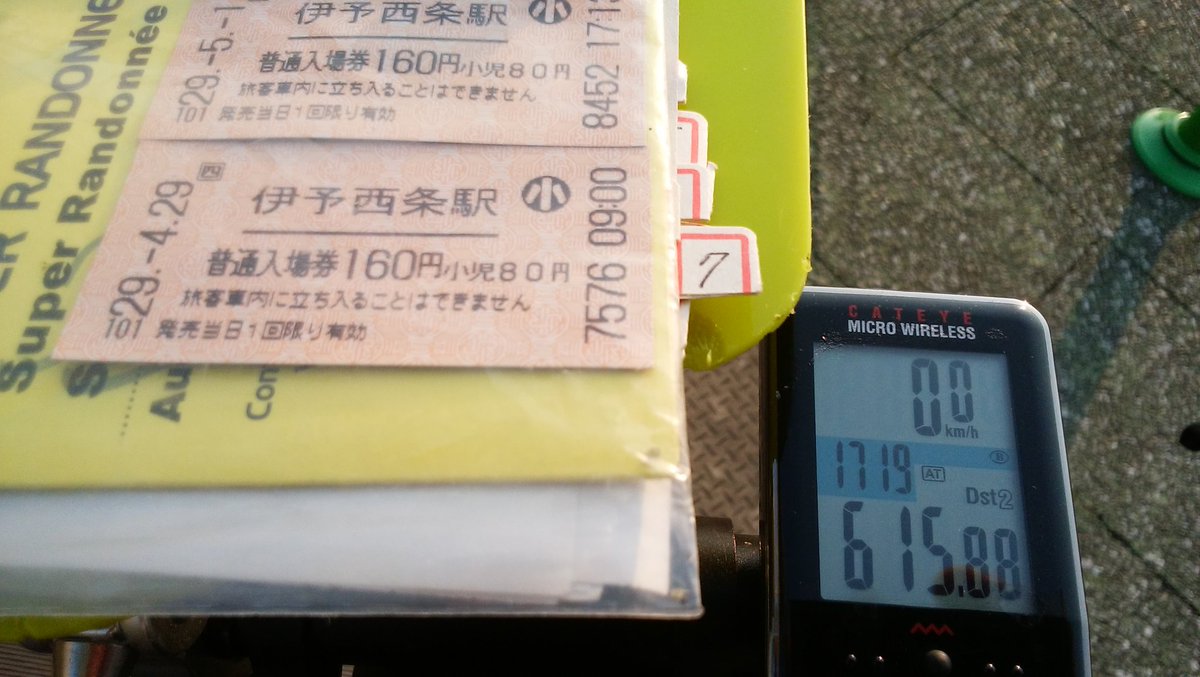 伊予西条駅 小
29.-5.-1
普通入場券160円小児80円
旅客車内に立ち入ることはできません
101 発売当日1回限り有効
8452 17:13
四
伊予西条駅 小
29.-4.29
普通入場券160円小児80円
旅客車内に立ち入ることはできません
101 発売当日1回限り有効
7576 09:00
Super Randonnée
7
CATEYE
MICRO WIRELESS
0.0
km/h
17:19 AT B
Dst2
615.88